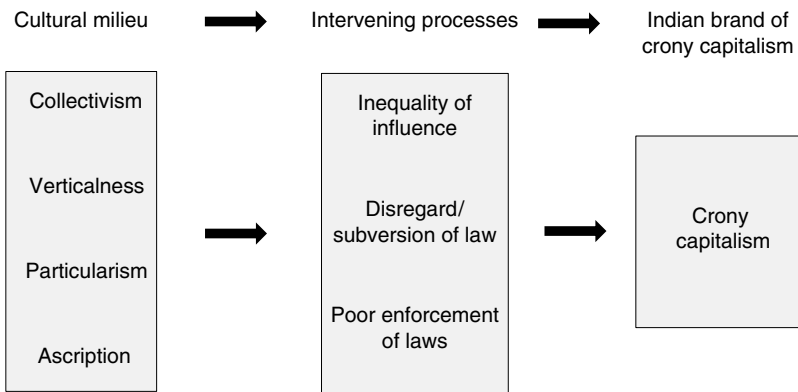 Cultural milieu
Intervening processes
Indian brand of
crony capitalism
Collectivism
Verticalness
Particularism
Ascription
Inequality of
influence
Disregard/
subversion of law
Poor enforcement
of laws
Crony
capitalism